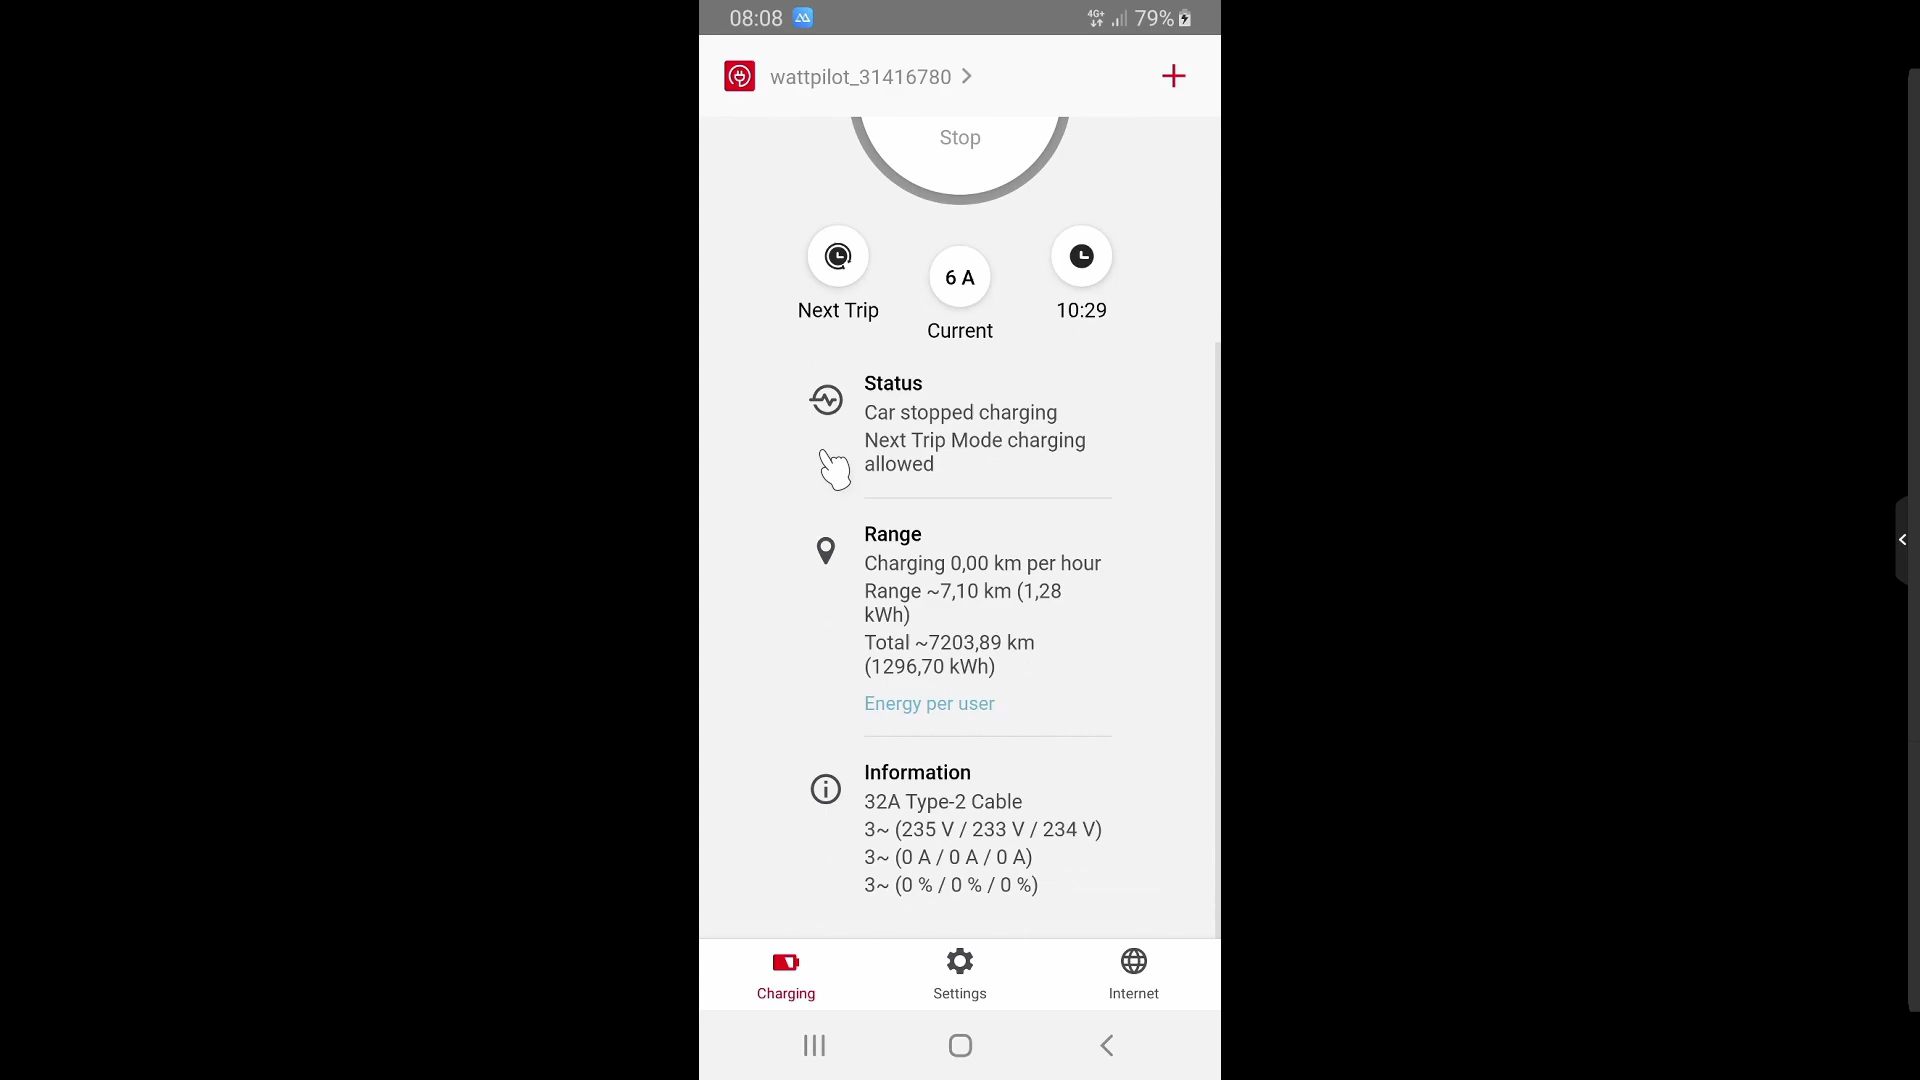 08:08 4G+ 79%
wattpilot_31416780
Stop
6 A
Next Trip 10:29
Current
Status
Car stopped charging
Next Trip Mode charging
allowed
Range
Charging 0,00 km per hour
Range ~7,10 km (1,28
kWh)
Total ~7203,89 km
(1296,70 kWh)
Energy per user
Information
32A Type-2 Cable
3~ (235 V / 233 V / 234 V)
3~ (0 A / 0 A / 0 A)
3~ (0 % / 0 % / 0 %)
Charging Settings Internet